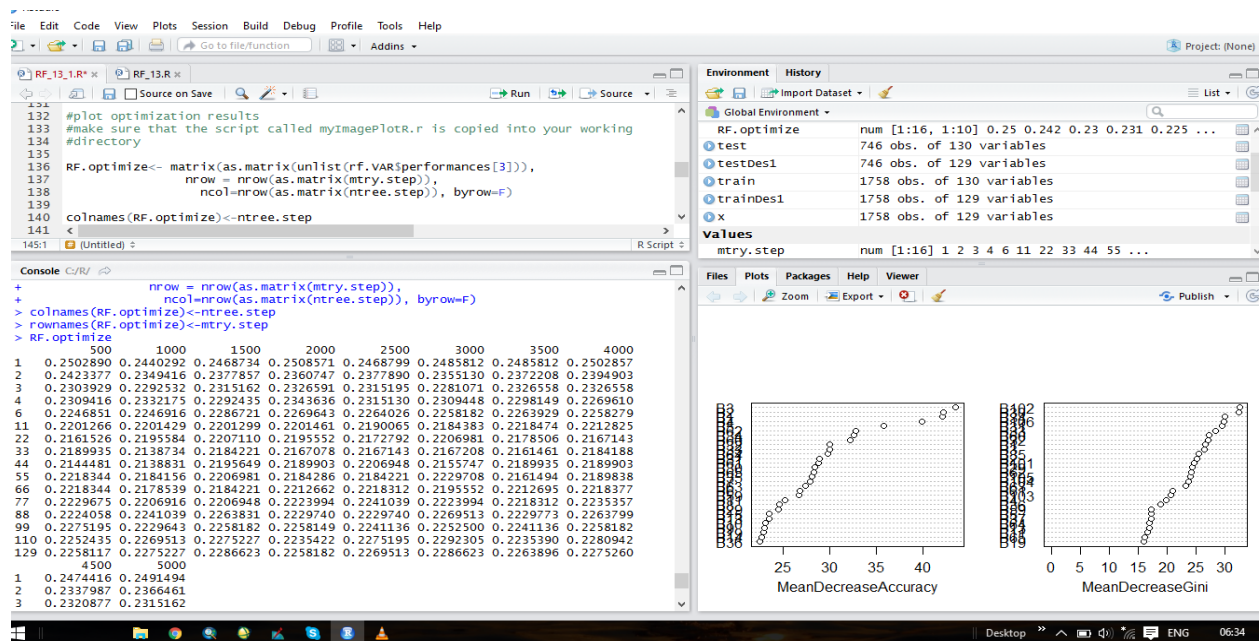 File Edit Code View Plots Session Build Debug Profile Tools Help
Go to file/function Addins Project: (None)
RF_13_1.R* RF_13.R
Source on Save Run Source
131
132 #plot optimization results
133 #make sure that the script called myImagePlotR.r is copied into your working
134 #directory
135
136 RF.optimize<- matrix(as.matrix(unlist(rf.VAR$performances[3])),
137 nrow = nrow(as.matrix(mtry.step)),
138 ncol=nrow(as.matrix(ntree.step)), byrow=F)
139
140 colnames(RF.optimize)<-ntree.step
141
145:1 (Untitled) R Script
Console C:/R/
+ nrow = nrow(as.matrix(mtry.step)),
+ ncol=nrow(as.matrix(ntree.step)), byrow=F)
> colnames(RF.optimize)<-ntree.step
> rownames(RF.optimize)<-mtry.step
> RF.optimize
500 1000 1500 2000 2500 3000 3500 4000
1 0.2502890 0.2440292 0.2468734 0.2508571 0.2468799 0.2485812 0.2485812 0.2502857
2 0.2423377 0.2349416 0.2377857 0.2360747 0.2377890 0.2355130 0.2372208 0.2394903
3 0.2303929 0.2292532 0.2315162 0.2326591 0.2315195 0.2281071 0.2326558 0.2326558
4 0.2309416 0.2332175 0.2292435 0.2343636 0.2315130 0.2309448 0.2298149 0.2269610
6 0.2246851 0.2246916 0.2286721 0.2269643 0.2264026 0.2258182 0.2263929 0.2258279
11 0.2201266 0.2201429 0.2201299 0.2201461 0.2190065 0.2184383 0.2218474 0.2212825
22 0.2161526 0.2195584 0.2207110 0.2195552 0.2172792 0.2206981 0.2178506 0.2167143
33 0.2189935 0.2138734 0.2184221 0.2167078 0.2167143 0.2167208 0.2161461 0.2184188
44 0.2144481 0.2138831 0.2195649 0.2189903 0.2206948 0.2155747 0.2189935 0.2189903
55 0.2218344 0.2184156 0.2206981 0.2184286 0.2184221 0.2229708 0.2161494 0.2189838
66 0.2218344 0.2178539 0.2184221 0.2212662 0.2218312 0.2195552 0.2212695 0.2218377
77 0.2229675 0.2206916 0.2206948 0.2223994 0.2241039 0.2223994 0.2218312 0.2235357
88 0.2224058 0.2241039 0.2263831 0.2229740 0.2229740 0.2269513 0.2229773 0.2263799
99 0.2275195 0.2229643 0.2258182 0.2258149 0.2241136 0.2252500 0.2241136 0.2258182
110 0.2252435 0.2269513 0.2275227 0.2235422 0.2275195 0.2292305 0.2235390 0.2280942
129 0.2258117 0.2275227 0.2286623 0.2258182 0.2269513 0.2286623 0.2263896 0.2275260
4500 5000
1 0.2474416 0.2491494
2 0.2337987 0.2366461
3 0.2320877 0.2315162
Environment History
Import Dataset List
Global Environment
RF.optimize num [1:16, 1:10] 0.25 0.242 0.23 0.231 0.225 ...
test 746 obs. of 130 variables
testDes1 746 obs. of 129 variables
train 1758 obs. of 130 variables
trainDes1 1758 obs. of 129 variables
x 1758 obs. of 129 variables
Values
mtry.step num [1:16] 1 2 3 4 6 11 22 33 44 55 ...
Files Plots Packages Help Viewer
Zoom Export Publish
B36
25 30 35 40
MeanDecreaseAccuracy
B102
B19
0 5 10 15 20 25 30
MeanDecreaseGini
Desktop ENG 06:34